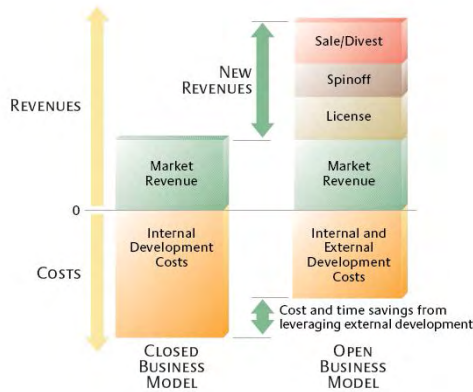 Sale/Divest
NEW
REVENUES
Spinoff
REVENUES
License
Market
Revenue
Market
Revenue
0
Internal
Development
Costs
Internal and
External
Development
Costs
COSTS
Cost and time savings from
leveraging external development
CLOSED
BUSINESS
MODEL
OPEN
BUSINESS
MODEL